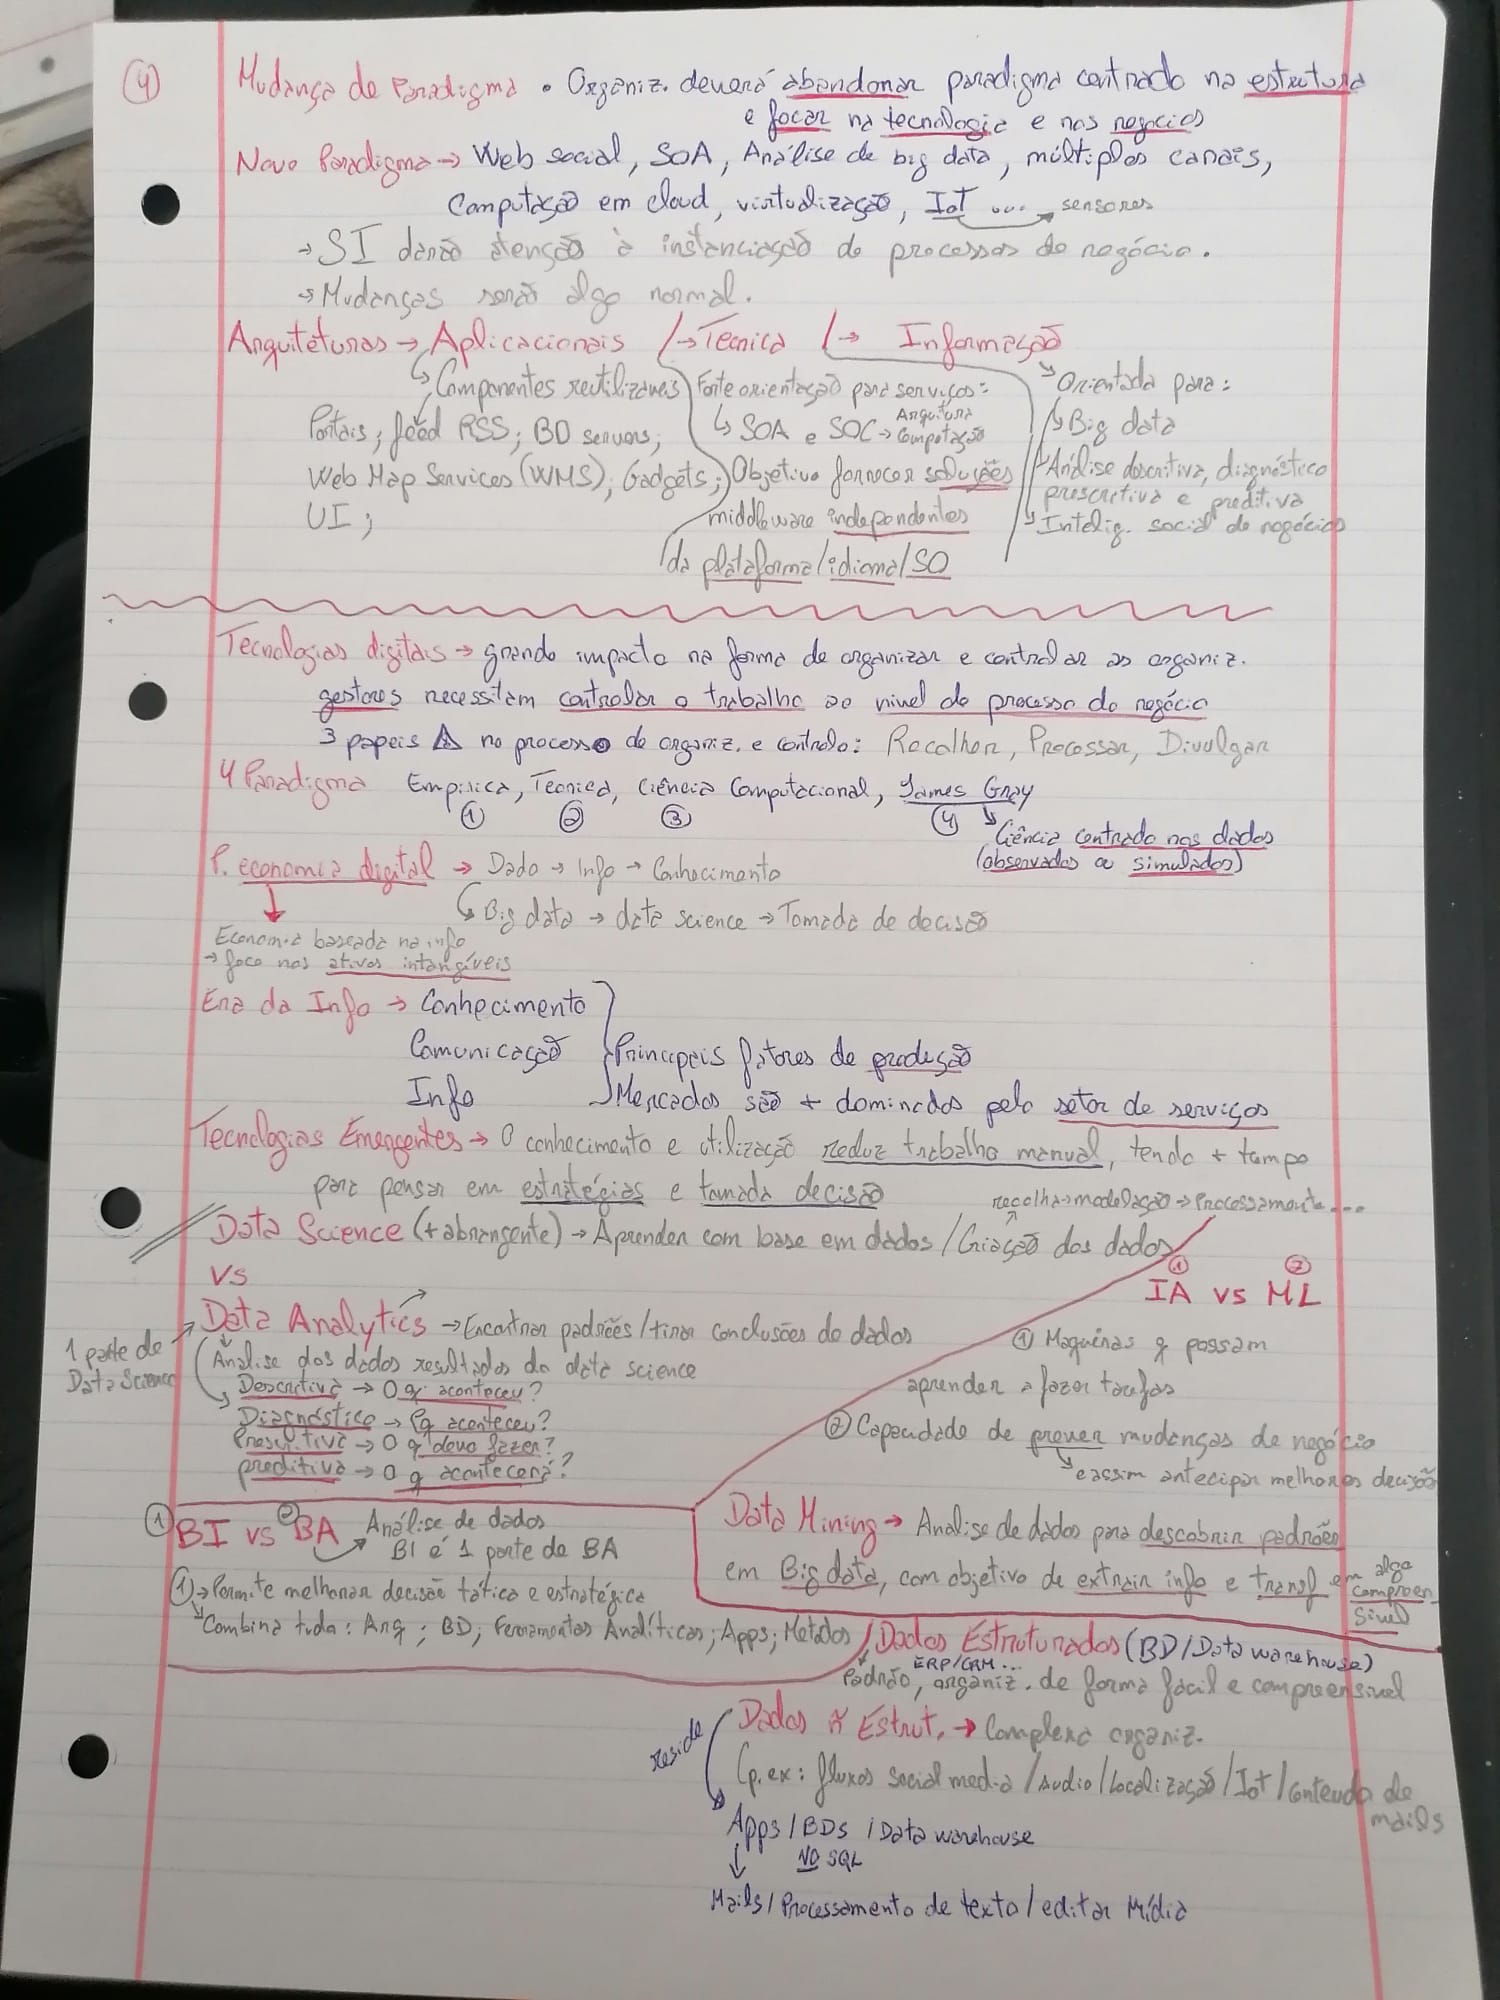 4
Mudança de Paradigma • Organiz. deverá abandonar paradigma centrado na estrutura
e focar na tecnologia e nos negócios
Novo Paradigma → Web social, SOA, Análise de big data, múltiplos canais,
Computação em cloud, virtualização, IoT ... → sensores
→ SI darão atenção à instanciação de processos de negócio.
→ Mudanças serão algo normal.
Arquiteturas → Aplicacionais /→ Tecnica /→ Informação
↳ Componentes reutilizaveis
Portais; feed RSS; BD servers;
Web Map Services (WMS); Gadgets;
UI;
Forte orientação para serviços:
↳ SOA e SOC → Arquitura Computação
Objetivo fornecer soluções
middleware independentes
da plataforma/idioma/SO
Orientada para:
Big data
Análise descritiva, diagnóstico
prescritiva e preditiva
Intelig. social do negócios
Tecnologias digitais → grande impacto na forma de organizar e controlar as organiz.
gestores necessitam controlar o trabalho ao nivel do processo do negócio
3 papeis no processo de organiz. e controlo: Recolher, Processar, Divulgar
4 Paradigma Empírica, Teorica, Ciência Computacional, James Gray
1 2 3 4
Ciência centrado nos dados
(observados ou simulados)
P. economia digital → Dado → Info → Conhecimento
↳ Big data → data science → Tomada de decisão
Economia baseada na info
→ foco nos ativos intangíveis
Era da Info → Conhecimento
Comunicação } Principais fatores de produção
Info Mercados são + dominados pelo setor de serviços
Tecnologias Emergentes → O conhecimento e utilização reduz trabalho manual, tendo + tempo
para pensar em estratégias e tomada decisão
recolha → modelação → Processamento ...
Data Science (+ abrangente) → Aprender com base em dados / Criação dos dados
VS
Data Analytics → Encontrar padrões / tirar conclusões de dados
1 parte de
Data Science
Análise dos dados resultados do data science
Descritiva → O q aconteceu?
Diagnóstico → Pq aconteceu?
Prescritiva → O q devo fazer?
preditiva → O q acontecerá?
1 2
IA vs ML
1 Maquinas q possam
aprender a fazer tarefas
2 Capacidade de prever mudanças de negócio
e assim antecipar melhores decisão
1 BI vs 2 BA Análise de dados
BI é 1 parte de BA
1 → Permite melhorar decisão tática e estratégica
Combina tudo: Arq; BD; Ferramentas Analíticas; Apps; Metodos
Data Mining → Analise de dados para descobrir padrões
em Big data, com objetivo de extrair info e transf em algo
compreen
sivel
Dados Estruturados (BD/Data warehouse)
ERP/CRM ...
Padrão, organiz. de forma fácil e compreensivel
Dados ñ Estrut. → Complexa organiz.
reside
(p.ex: fluxos social media / Audio / Localização / IoT / Conteudo de
mails
Apps / BDs / Data warehouse
NO SQL
Mails / Processamento de texto / editar Mídia